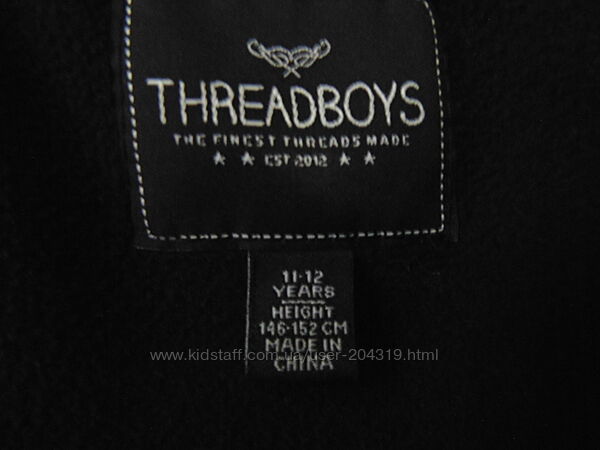 THREADBOYS
THE FINEST THREADS MADE
★ ★ EST 2012 ★ ★
11-12
YEARS
HEIGHT
146-152 CM
MADE IN
CHINA
www.kidstaff.com.ua/user-204319.html